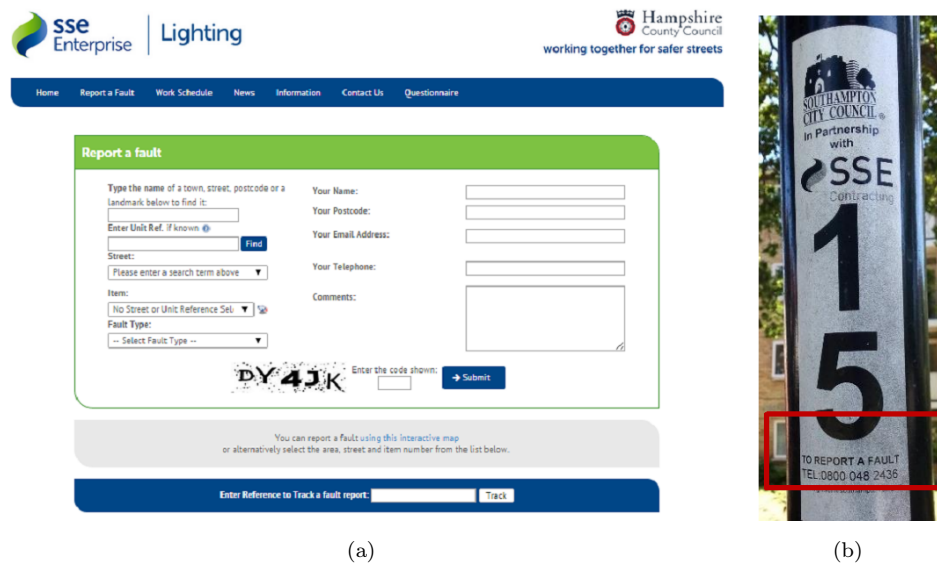 sse
Enterprise
Lighting
Hampshire
County Council
working together for safer streets
Home Report a Fault Work Schedule News Information Contact Us Questionnaire
Report a fault
Type the name of a town, street, postcode or a
landmark below to find it:
Enter Unit Ref. if known
Find
Street:
Please enter a search term above
Item:
No Street or Unit Reference Sel
Fault Type:
-- Select Fault Type --
Your Name:
Your Postcode:
Your Email Address:
Your Telephone:
Comments:
DY4JK
Enter the code shown:
Submit
You can report a fault using this interactive map
or alternatively select the area, street and item number from the list below.
Enter Reference to Track a fault report:
Track
(a)
SOUTHAMPTON
CITY COUNCIL
In Partnership
with
SSE
Contracting
1
5
TO REPORT A FAULT
TEL:0800 048 2436
(b)